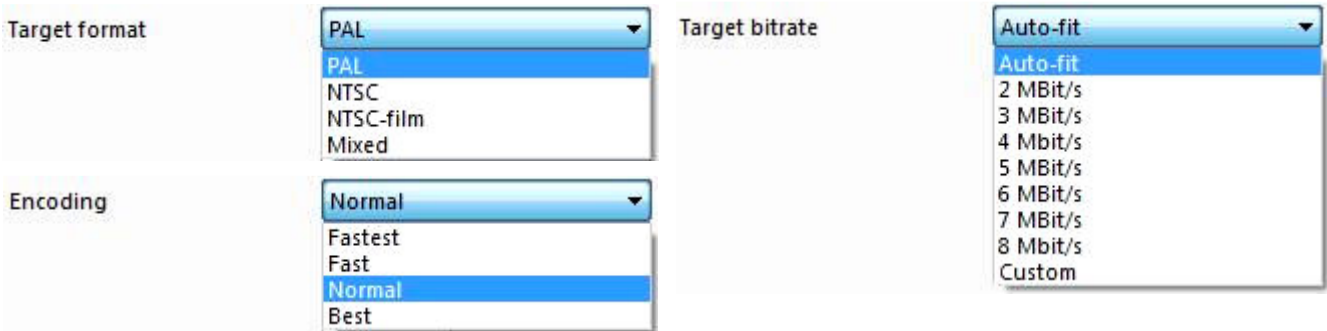 Target format
PAL
PAL
NTSC
NTSC-film
Mixed
Encoding
Normal
Fastest
Fast
Normal
Best
Target bitrate
Auto-fit
Auto-fit
2 MBit/s
3 MBit/s
4 Mbit/s
5 MBit/s
6 MBit/s
7 MBit/s
8 Mbit/s
Custom